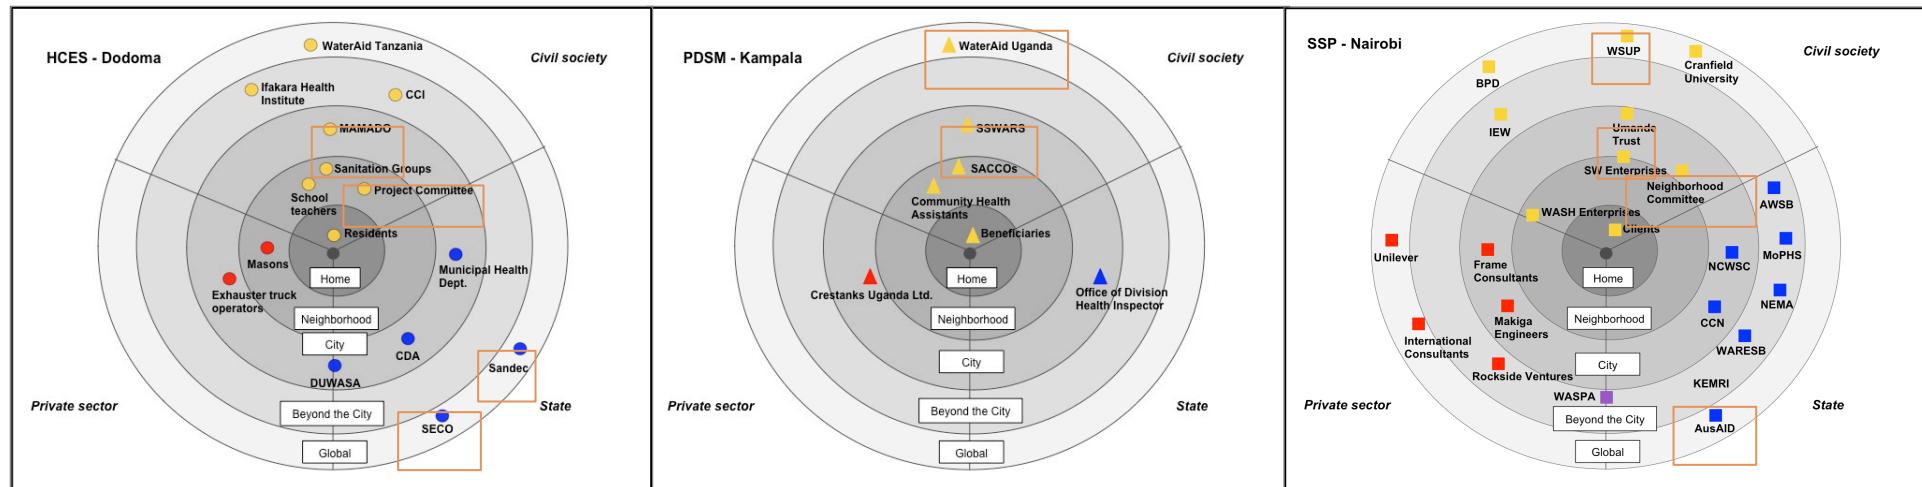 HCES - Dodoma
Civil society
WaterAid Tanzania
Ifakara Health
Institute
CCI
MAMADO
Sanitation Groups
School
teachers
Project Committee
Residents
Masons
Exhauster truck
operators
Municipal Health
Dept.
Home
Neighborhood
City
CDA
DUWASA
Sandec
SECO
Beyond the City
Global
Private sector
State
PDSM - Kampala
Civil society
WaterAid Uganda
SSWARS
SACCOs
Community Health
Assistants
Beneficiaries
Crestanks Uganda Ltd.
Office of Division
Health Inspector
Home
Neighborhood
City
Beyond the City
Global
Private sector
State
SSP - Nairobi
Civil society
WSUP
Cranfield
University
BPD
IEW
Umande
Trust
SW Enterprises
Neighborhood
Committee
WASH Enterprises
Clients
AWSB
Unilever
Frame
Consultants
NCWSC
MoPHS
NEMA
Home
Neighborhood
City
Makiga
Engineers
International
Consultants
Rockside Ventures
CCN
WARESB
KEMRI
WASPA
AusAID
Beyond the City
Global
Private sector
State